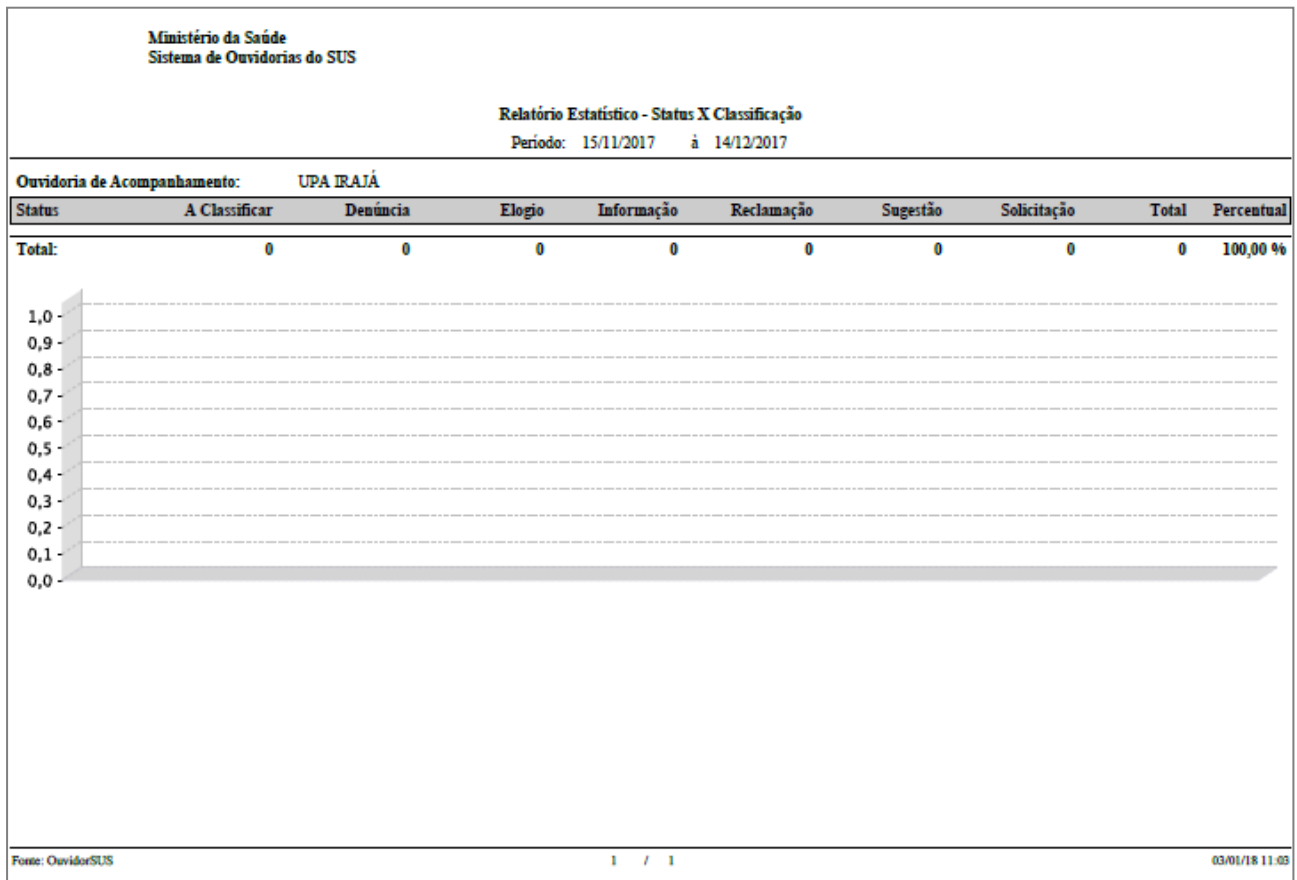 Ministério da Saúde
Sistema de Ouvidorias do SUS
Relatório Estatístico - Status X Classificação
Período: 15/11/2017 à 14/12/2017
Ouvidoria de Acompanhamento: UPA IRAJÁ
Status A Classificar Denúncia Elogio Informação Reclamação Sugestão Solicitação Total Percentual
Total: 0 0 0 0 0 0 0 0 100,00 %
1,0
0,9
0,8
0,7
0,6
0,5
0,4
0,3
0,2
0,1
0,0
Fonte: OuvidorSUS 1 / 1 03/01/18 11:03